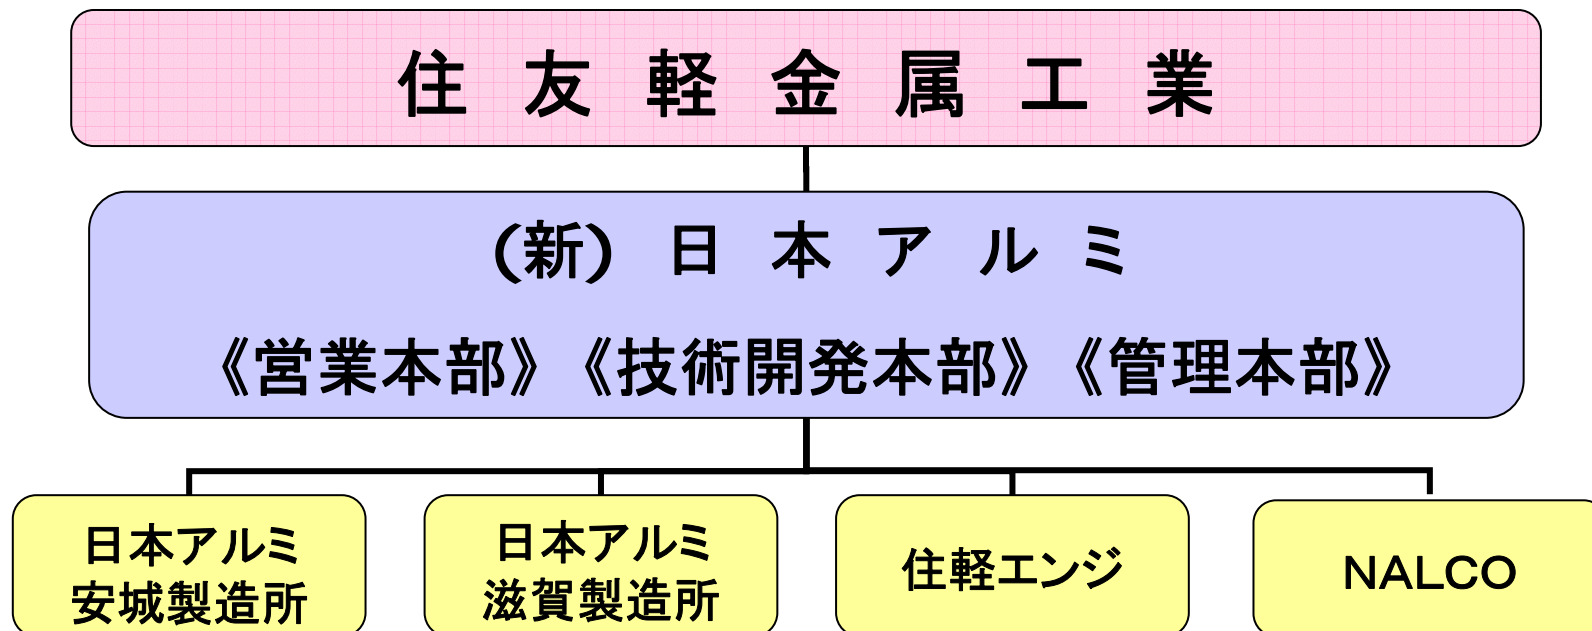 住友軽金属工業
(新)日本アルミ
《営業本部》《技術開発本部》《管理本部》
日本アルミ
安城製造所
日本アルミ
滋賀製造所
住軽エンジ
NALCO